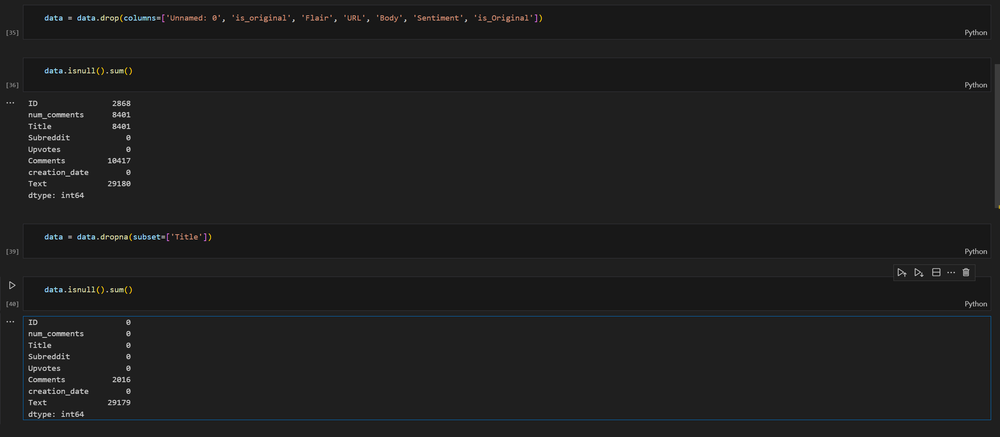 data = data.drop(columns=['Unnamed: 0', 'is_original', 'Flair', 'URL', 'Body', 'Sentiment', 'is_Original'])
[35]
Python
data.isnull().sum()
[36]
Python
ID 2868
num_comments 8401
Title 8401
Subreddit 0
Upvotes 0
Comments 10417
creation_date 0
Text 29180
dtype: int64
data = data.dropna(subset=['Title'])
[39]
Python
data.isnull().sum()
[40]
Python
ID 0
num_comments 0
Title 0
Subreddit 0
Upvotes 0
Comments 2016
creation_date 0
Text 29179
dtype: int64